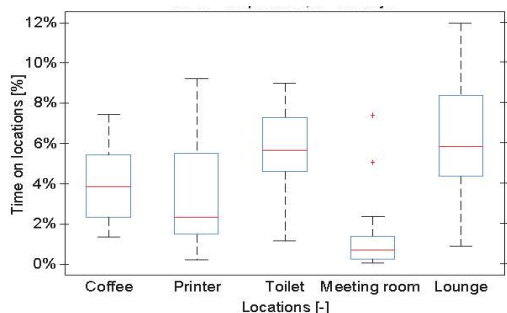 12%
10%
8%
6%
4%
2%
0%
Time on locations [%]
Coffee Printer Toilet Meeting room Lounge
Locations [-]